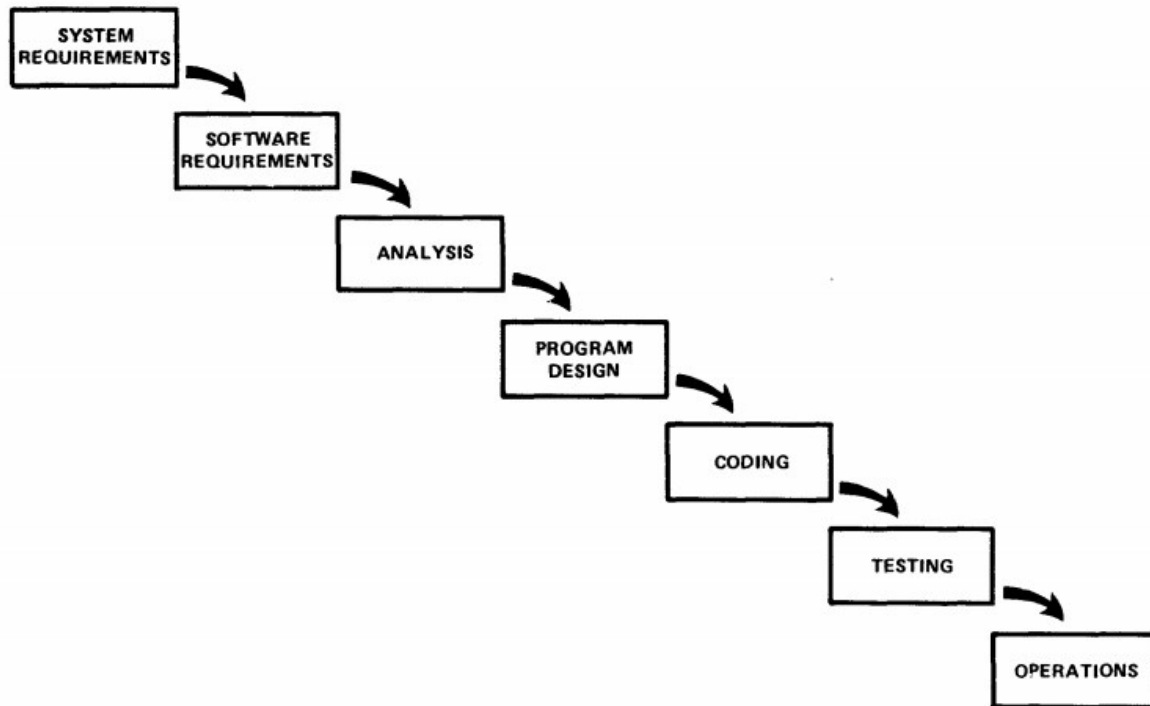 SYSTEM
REQUIREMENTS
SOFTWARE
REQUIREMENTS
ANALYSIS
PROGRAM
DESIGN
CODING
TESTING
OPERATIONS